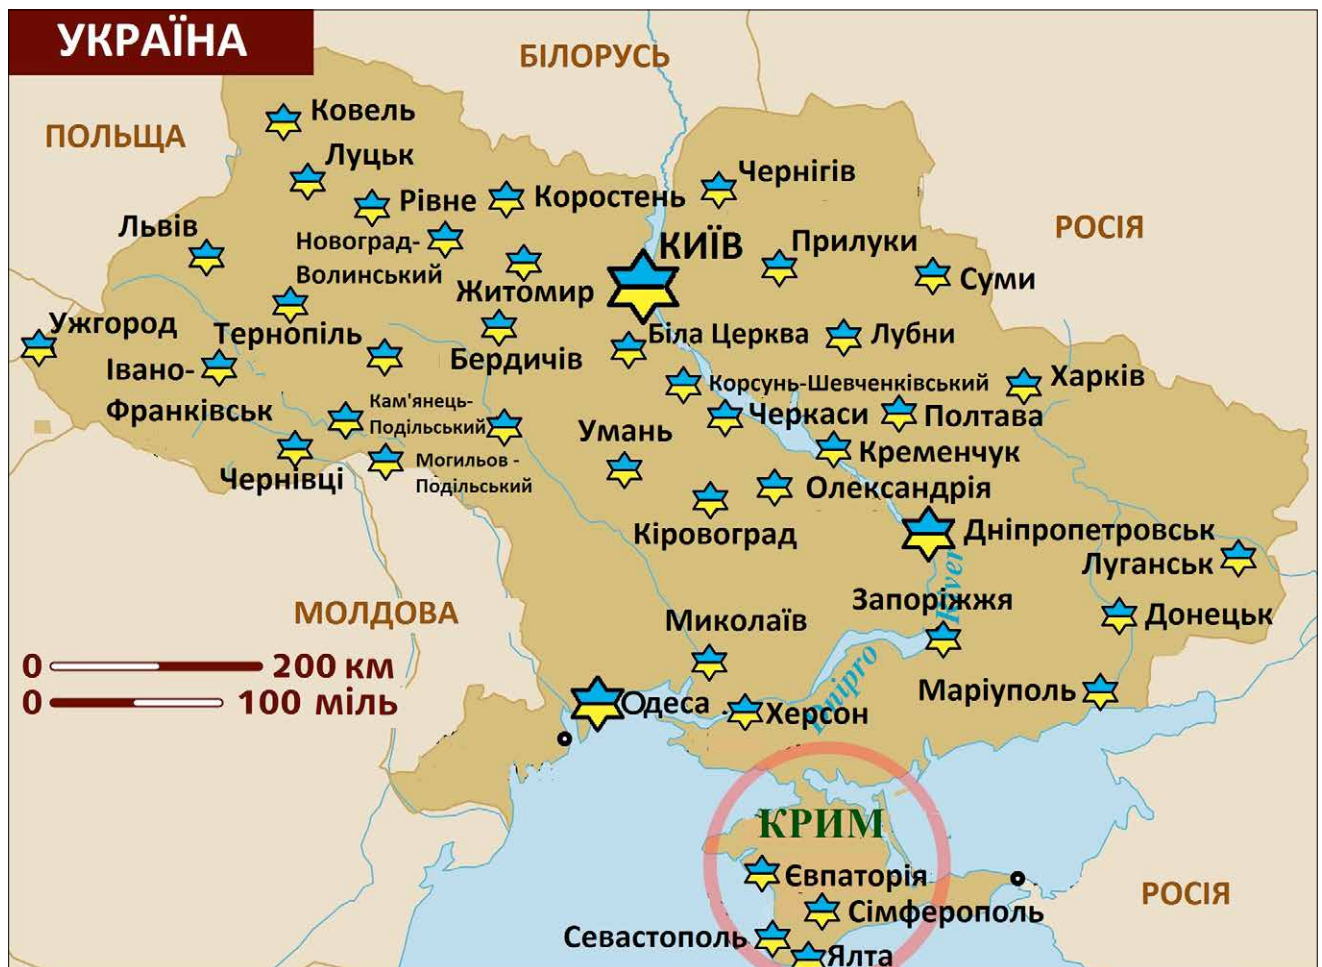 УКРАЇНА
БІЛОРУСЬ
ПОЛЬЩА
Ковель
Луцьк
Чернігів
Рівне
Коростень
РОСІЯ
Львів
Новоград-
Волинський
КИЇВ
Прилуки
Суми
Житомир
Ужгород
Тернопіль
Біла Церква
Лубни
Бердичів
Івано-
Франківськ
Корсунь-Шевченківський
Харків
Кам'янець-
Подільський
Черкаси
Полтава
Умань
Кременчук
Могильов -
Подільський
Чернівці
Олександрія
Кіровоград
Дніпропетровськ
Луганськ
River
Запоріжжя
МОЛДОВА
Миколаїв
Донецьк
0 200 км
0 100 міль
Dnipro
Маріуполь
Одеса
Херсон
КРИМ
Євпаторія
РОСІЯ
Сімферополь
Севастополь
Ялта